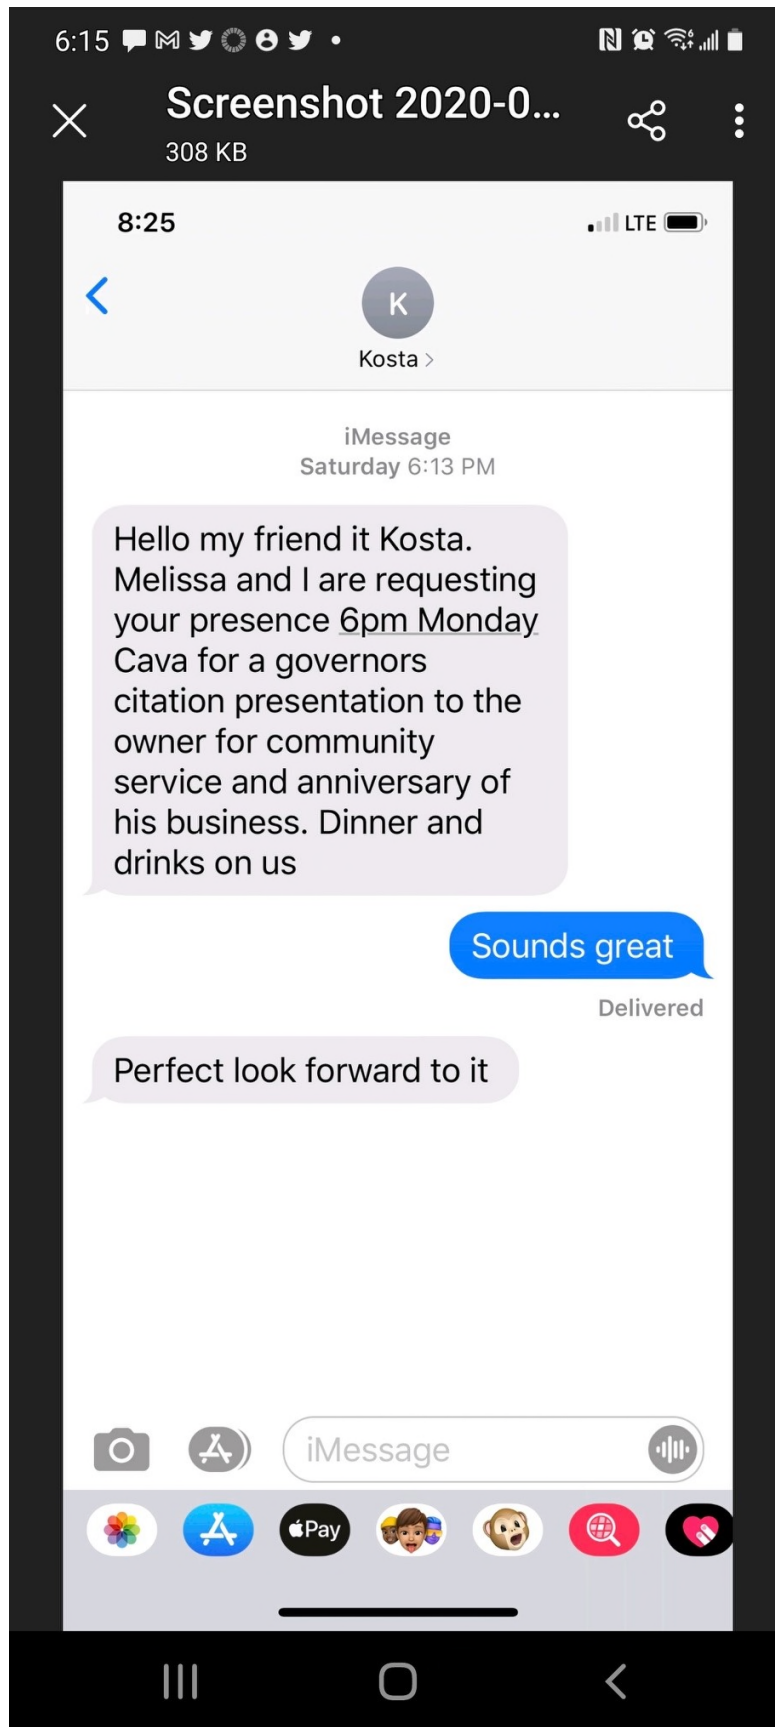 6:15
Screenshot 2020-0...
308 KB
8:25
LTE
K
Kosta
iMessage
Saturday 6:13 PM
Hello my friend it Kosta.
Melissa and I are requesting
your presence 6pm Monday
Cava for a governors
citation presentation to the
owner for community
service and anniversary of
his business. Dinner and
drinks on us
Sounds great
Delivered
Perfect look forward to it
iMessage
Pay